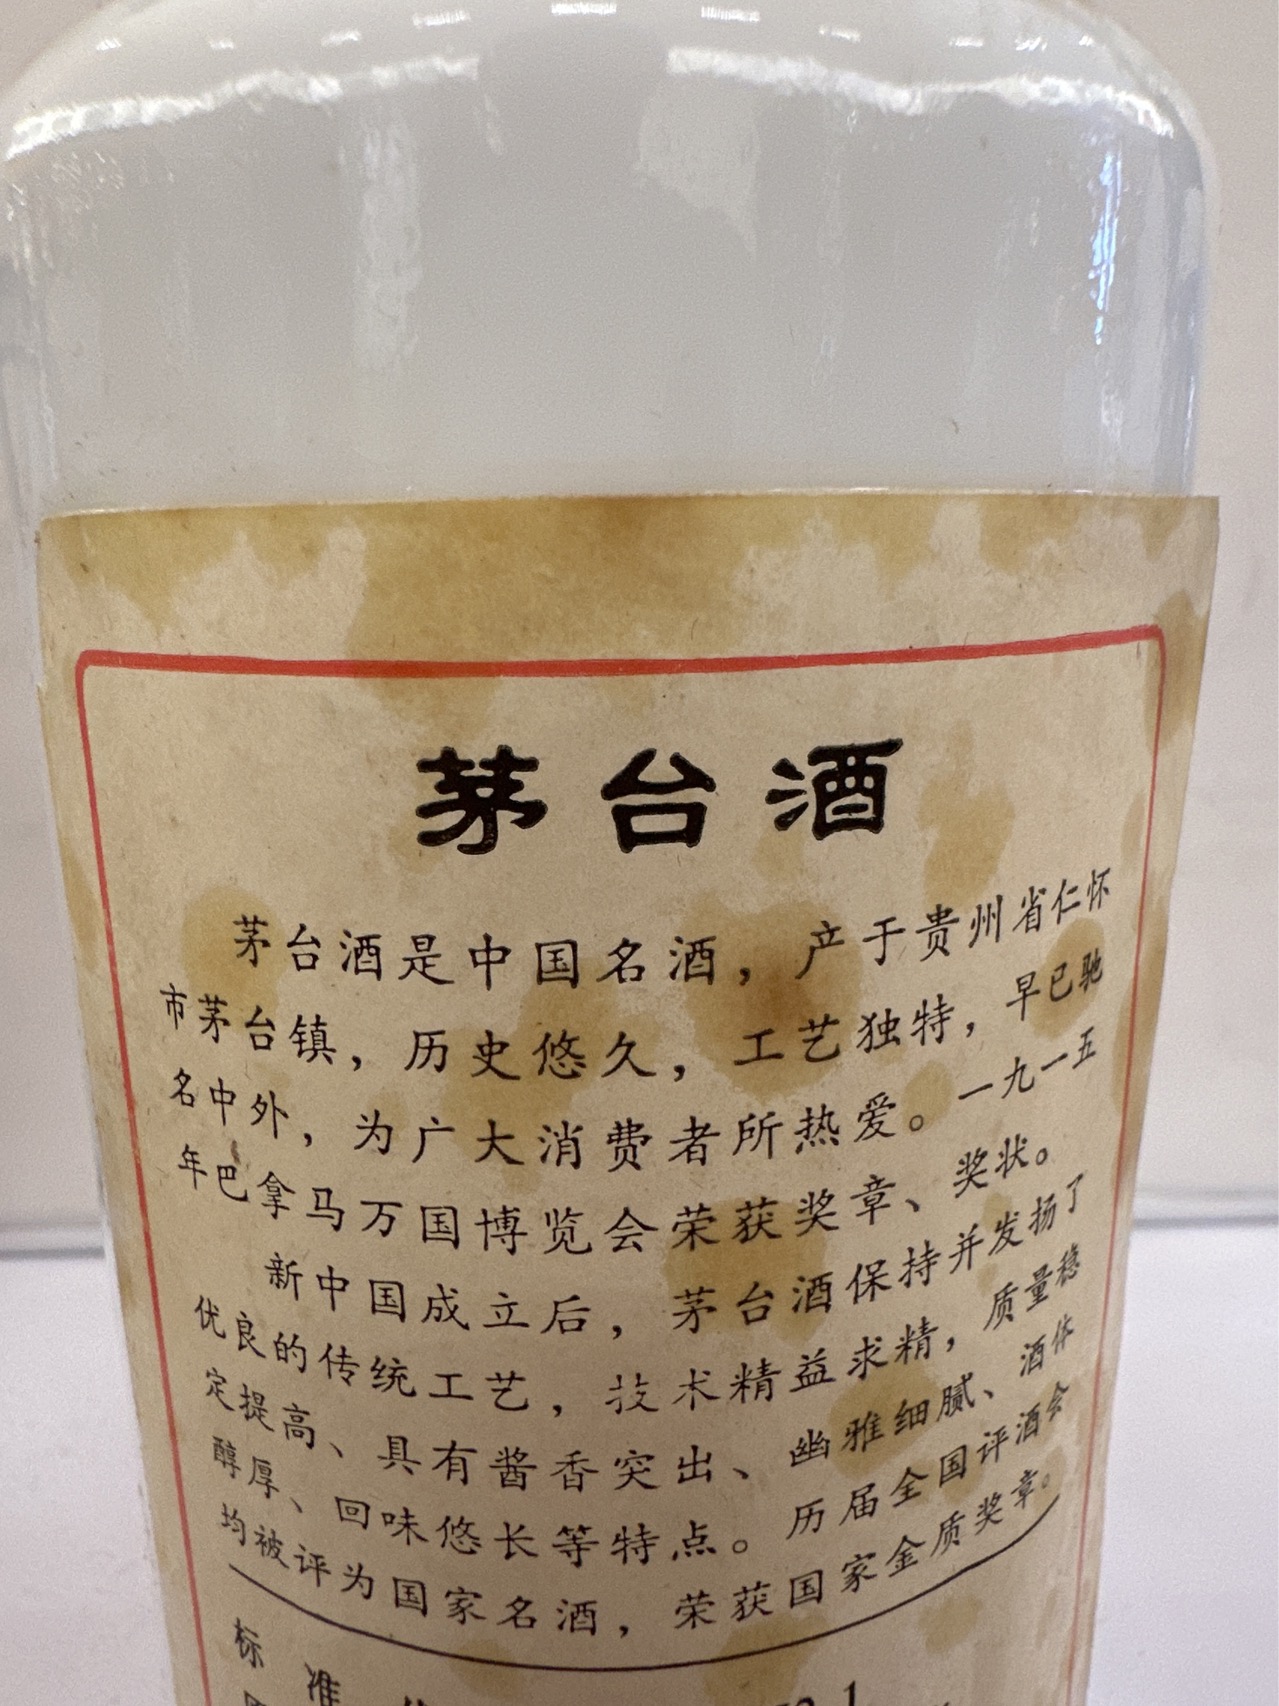 茅台酒
茅台酒是中国名酒，产于贵州省仁怀
市茅台镇，历史悠久，工艺独特，早已驰
名中外，为广大消费者所热爱。一九一五
年巴拿马万国博览会荣获奖章、奖状。
新中国成立后，茅台酒保持并发扬了
优良的传统工艺，技术精益求精，质量稳
定提高、具有酱香突出、幽雅细腻、酒体
醇厚、回味悠长等特点。历届全国评酒会
均被评为国家名酒，荣获国家金质奖章。
标准